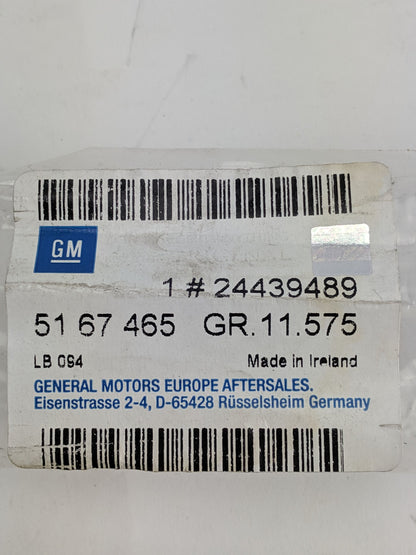 GM
1 # 24439489
51 67 465 GR.11.575
LB 094 Made in Ireland
GENERAL MOTORS EUROPE AFTERSALES.
Eisenstrasse 2-4, D-65428 Rüsselsheim Germany